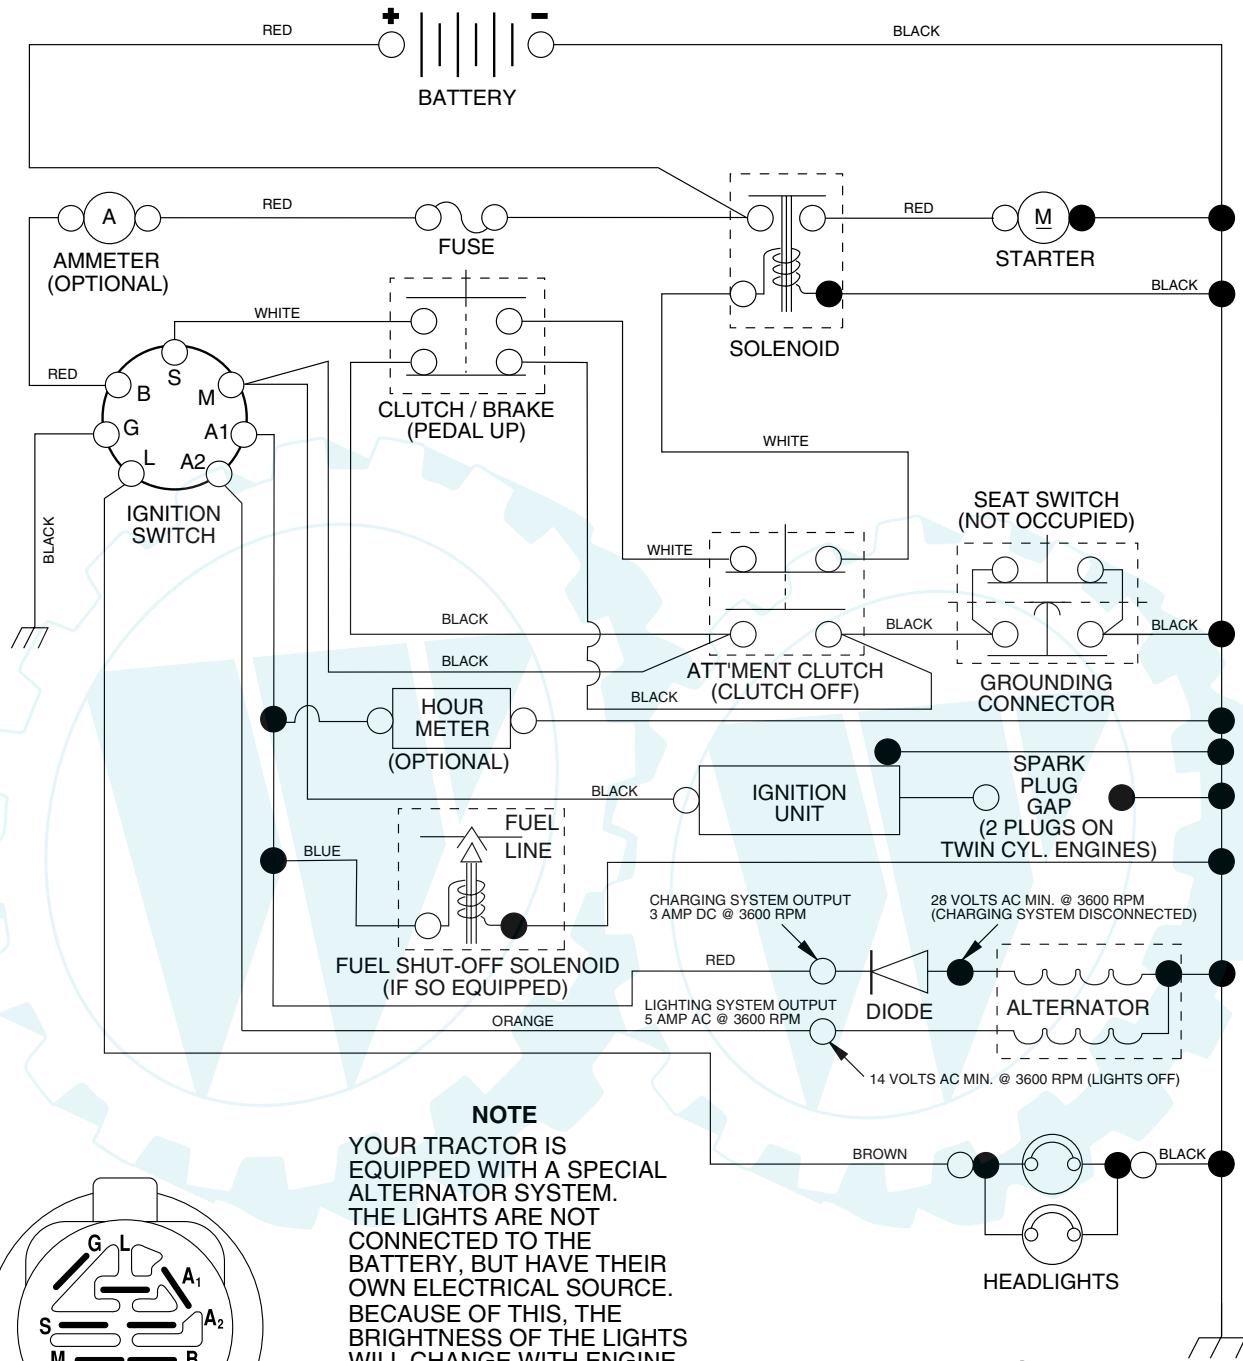 + −
RED
BLACK
BATTERY
A
RED
RED
M
AMMETER
(OPTIONAL)
FUSE
STARTER
BLACK
WHITE
SOLENOID
RED
B
S
M
G
A1
L
A2
CLUTCH / BRAKE
(PEDAL UP)
WHITE
IGNITION
SWITCH
BLACK
SEAT SWITCH
(NOT OCCUPIED)
WHITE
BLACK
BLACK
BLACK
BLACK
ATT'MENT CLUTCH
(CLUTCH OFF)
BLACK
GROUNDING
CONNECTOR
HOUR
METER
(OPTIONAL)
BLACK
IGNITION
UNIT
SPARK
PLUG
GAP
(2 PLUGS ON
TWIN CYL. ENGINES)
FUEL
LINE
BLUE
CHARGING SYSTEM OUTPUT
3 AMP DC @ 3600 RPM
28 VOLTS AC MIN. @ 3600 RPM
(CHARGING SYSTEM DISCONNECTED)
FUEL SHUT-OFF SOLENOID
(IF SO EQUIPPED)
RED
DIODE
ALTERNATOR
LIGHTING SYSTEM OUTPUT
5 AMP AC @ 3600 RPM
ORANGE
14 VOLTS AC MIN. @ 3600 RPM (LIGHTS OFF)
NOTE
YOUR TRACTOR IS
EQUIPPED WITH A SPECIAL
ALTERNATOR SYSTEM.
THE LIGHTS ARE NOT
CONNECTED TO THE
BATTERY, BUT HAVE THEIR
OWN ELECTRICAL SOURCE.
BECAUSE OF THIS, THE
BRIGHTNESS OF THE LIGHTS
WILL CHANGE WITH ENGINE
BROWN
BLACK
HEADLIGHTS
G L
A1
A2
S
M B